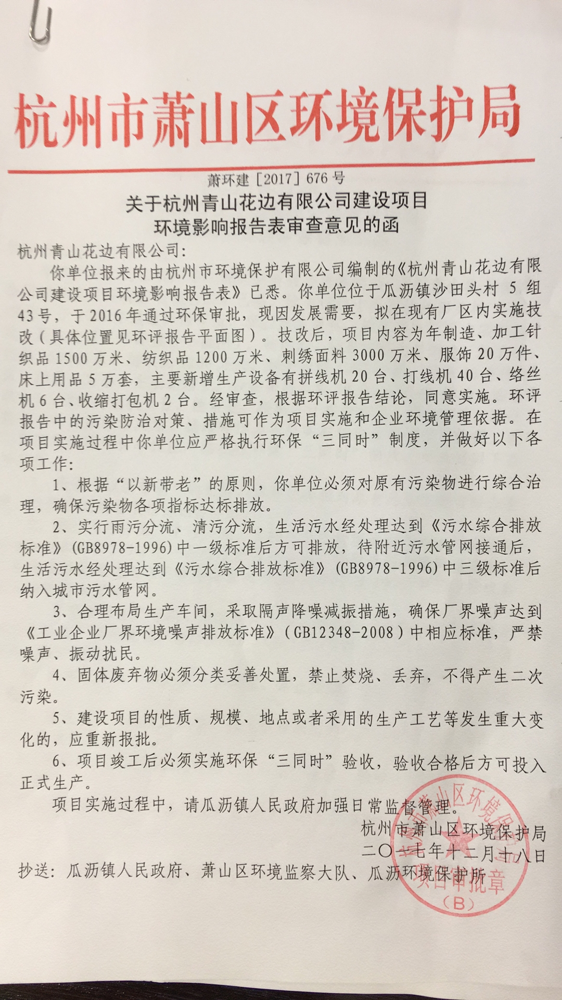 杭州市萧山区环境保护局
萧环建［2017］676 号
关于杭州青山花边有限公司建设项目
环境影响报告表审查意见的函
杭州青山花边有限公司：
你单位报来的由杭州市环境保护有限公司编制的《杭州青山花边有限
公司建设项目环境影响报告表》已悉。你单位位于瓜沥镇沙田头村 5 组
43号，于2016年通过环保审批，现因发展需要，拟在现有厂区内实施技
改（具体位置见环评报告平面图）。技改后，项目内容为年制造、加工针
织品1500万米、纺织品1200万米、刺绣面料3000万米、服饰20万件、
床上用品5万套，主要新增生产设备有拼线机20台、打线机40台、络丝
机6台、收缩打包机2台。经审查，根据环评报告结论，同意实施。环评
报告中的污染防治对策、措施可作为项目实施和企业环境管理依据。在
项目实施过程中你单位应严格执行环保“三同时”制度，并做好以下各
项工作：
1、根据“以新带老”的原则，你单位必须对原有污染物进行综合治
理，确保污染物各项指标达标排放。
2、实行雨污分流、清污分流，生活污水经处理达到《污水综合排放
标准》(GB8978-1996)中一级标准后方可排放，待附近污水管网接通后，
生活污水经处理达到《污水综合排放标准》(GB8978-1996)中三级标准后
纳入城市污水管网。
3、合理布局生产车间，采取隔声降噪减振措施，确保厂界噪声达到
《工业企业厂界环境噪声排放标准》（GB12348-2008）中相应标准，严禁
噪声、振动扰民。
4、固体废弃物必须分类妥善处置，禁止焚烧、丢弃，不得产生二次
污染。
5、建设项目的性质、规模、地点或者采用的生产工艺等发生重大变
化的，应重新报批。
6、项目竣工后必须实施环保“三同时”验收，验收合格后方可投入
正式生产。
项目实施过程中，请瓜沥镇人民政府加强日常监督管理。
杭州市萧山区环境保护局
二〇一七年十二月十八日
抄送：瓜沥镇人民政府、萧山区环境监察大队、瓜沥环境保护所
杭州市萧山区环境保护局
项目审批章
（B）